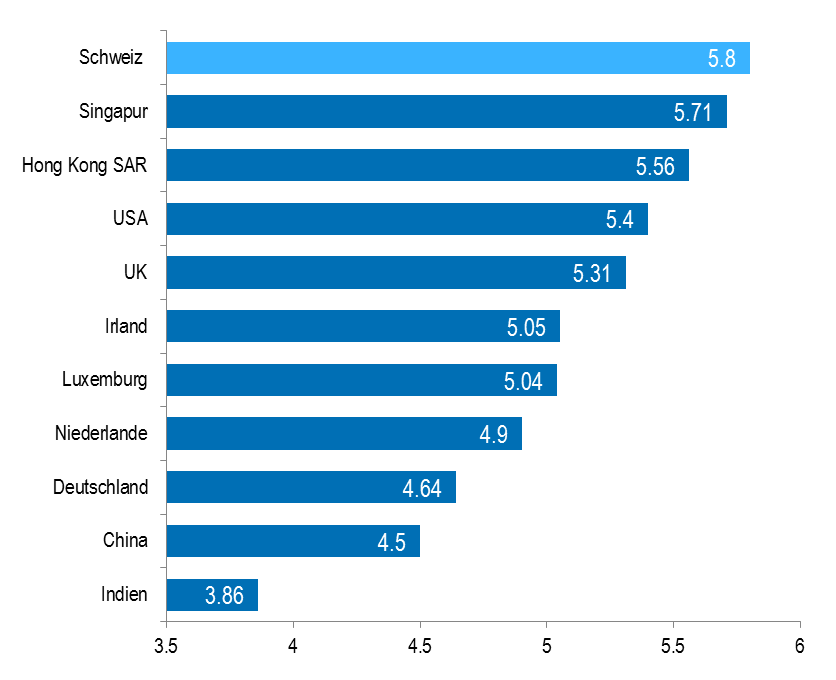 Schweiz 5.8
Singapur 5.71
Hong Kong SAR 5.56
USA 5.4
UK 5.31
Irland 5.05
Luxemburg 5.04
Niederlande 4.9
Deutschland 4.64
China 4.5
Indien 3.86
3.5 4 4.5 5 5.5 6